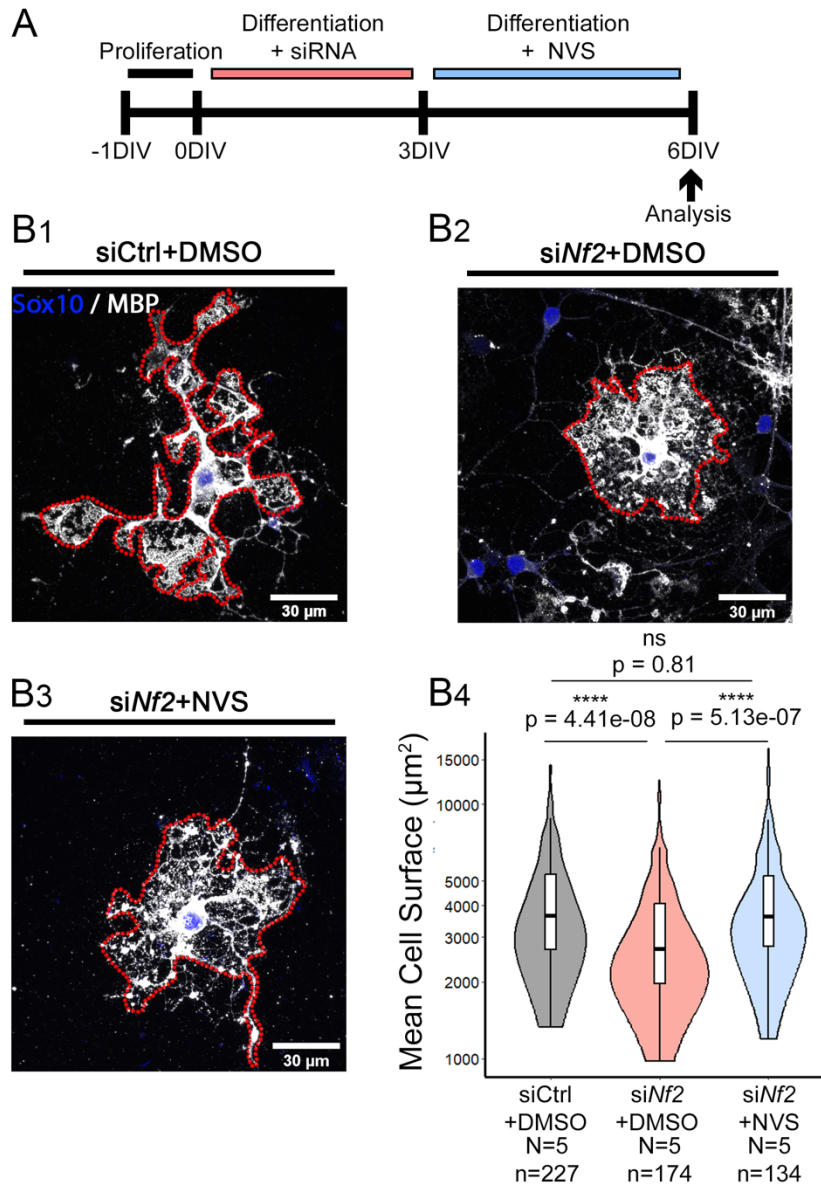 A
Proliferation
Differentiation
+ siRNA
Differentiation
+ NVS
-1DIV
0DIV
3DIV
6DIV
Analysis
B1
siCtrl+DMSO
Sox10 / MBP
30 µm
B2
siNf2+DMSO
30 µm
B3
siNf2+NVS
30 µm
B4
ns
p = 0.81
****
p = 4.41e-08
****
p = 5.13e-07
Mean Cell Surface (µm²)
15000
10000
5000
4000
3000
2000
1000
siCtrl
+DMSO
N=5
n=227
siNf2
+DMSO
N=5
n=174
siNf2
+NVS
N=5
n=134